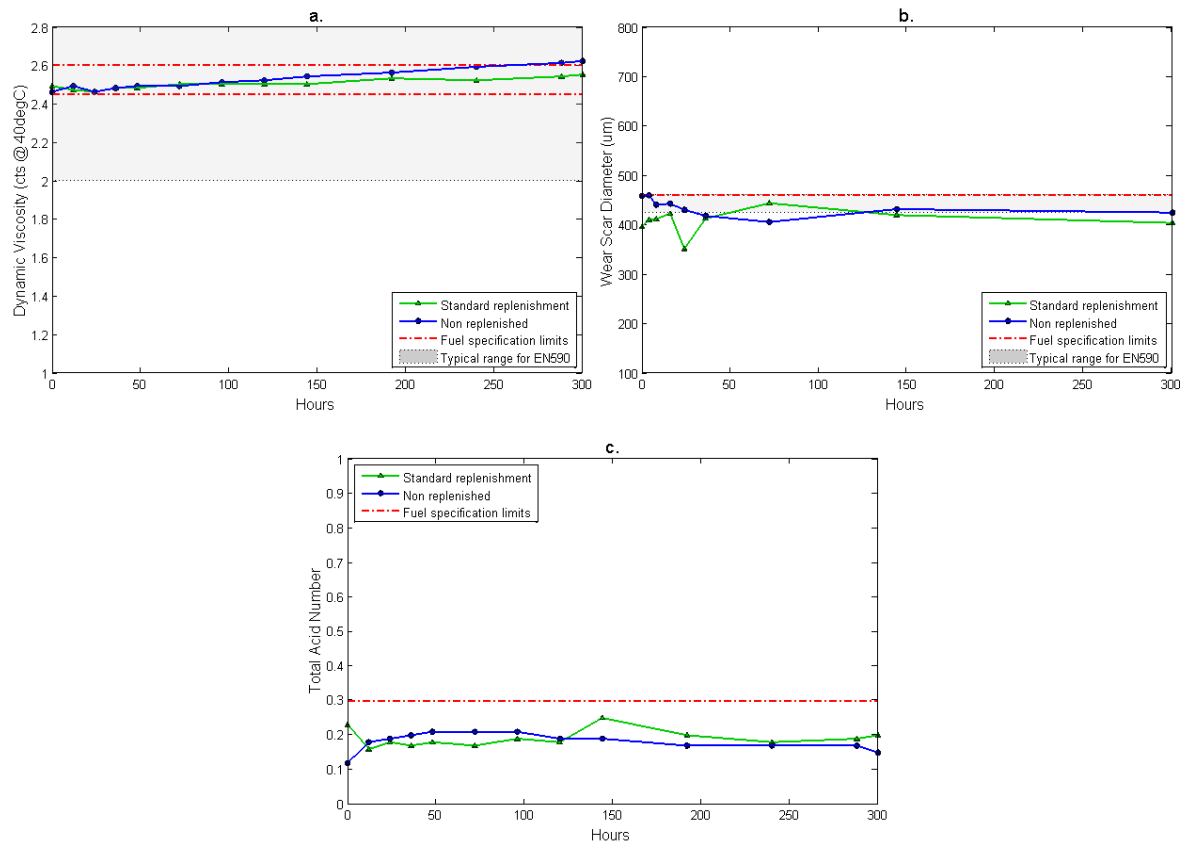 a.
2.8
2.6
2.4
2.2
2
1.8
1.6
1.4
1.2
1
Dynamic Viscosity (cts @ 40degC)
Standard replenishment
Non replenished
Fuel specification limits
Typical range for EN590
0 50 100 150 200 250 300
Hours
b.
800
700
600
500
400
300
200
100
Wear Scar Diameter (um)
Standard replenishment
Non replenished
Fuel specification limits
Typical range for EN590
0 50 100 150 200 250 300
Hours
c.
1
0.9
0.8
0.7
0.6
0.5
0.4
0.3
0.2
0.1
0
Total Acid Number
Standard replenishment
Non replenished
Fuel specification limits
0 50 100 150 200 250 300
Hours